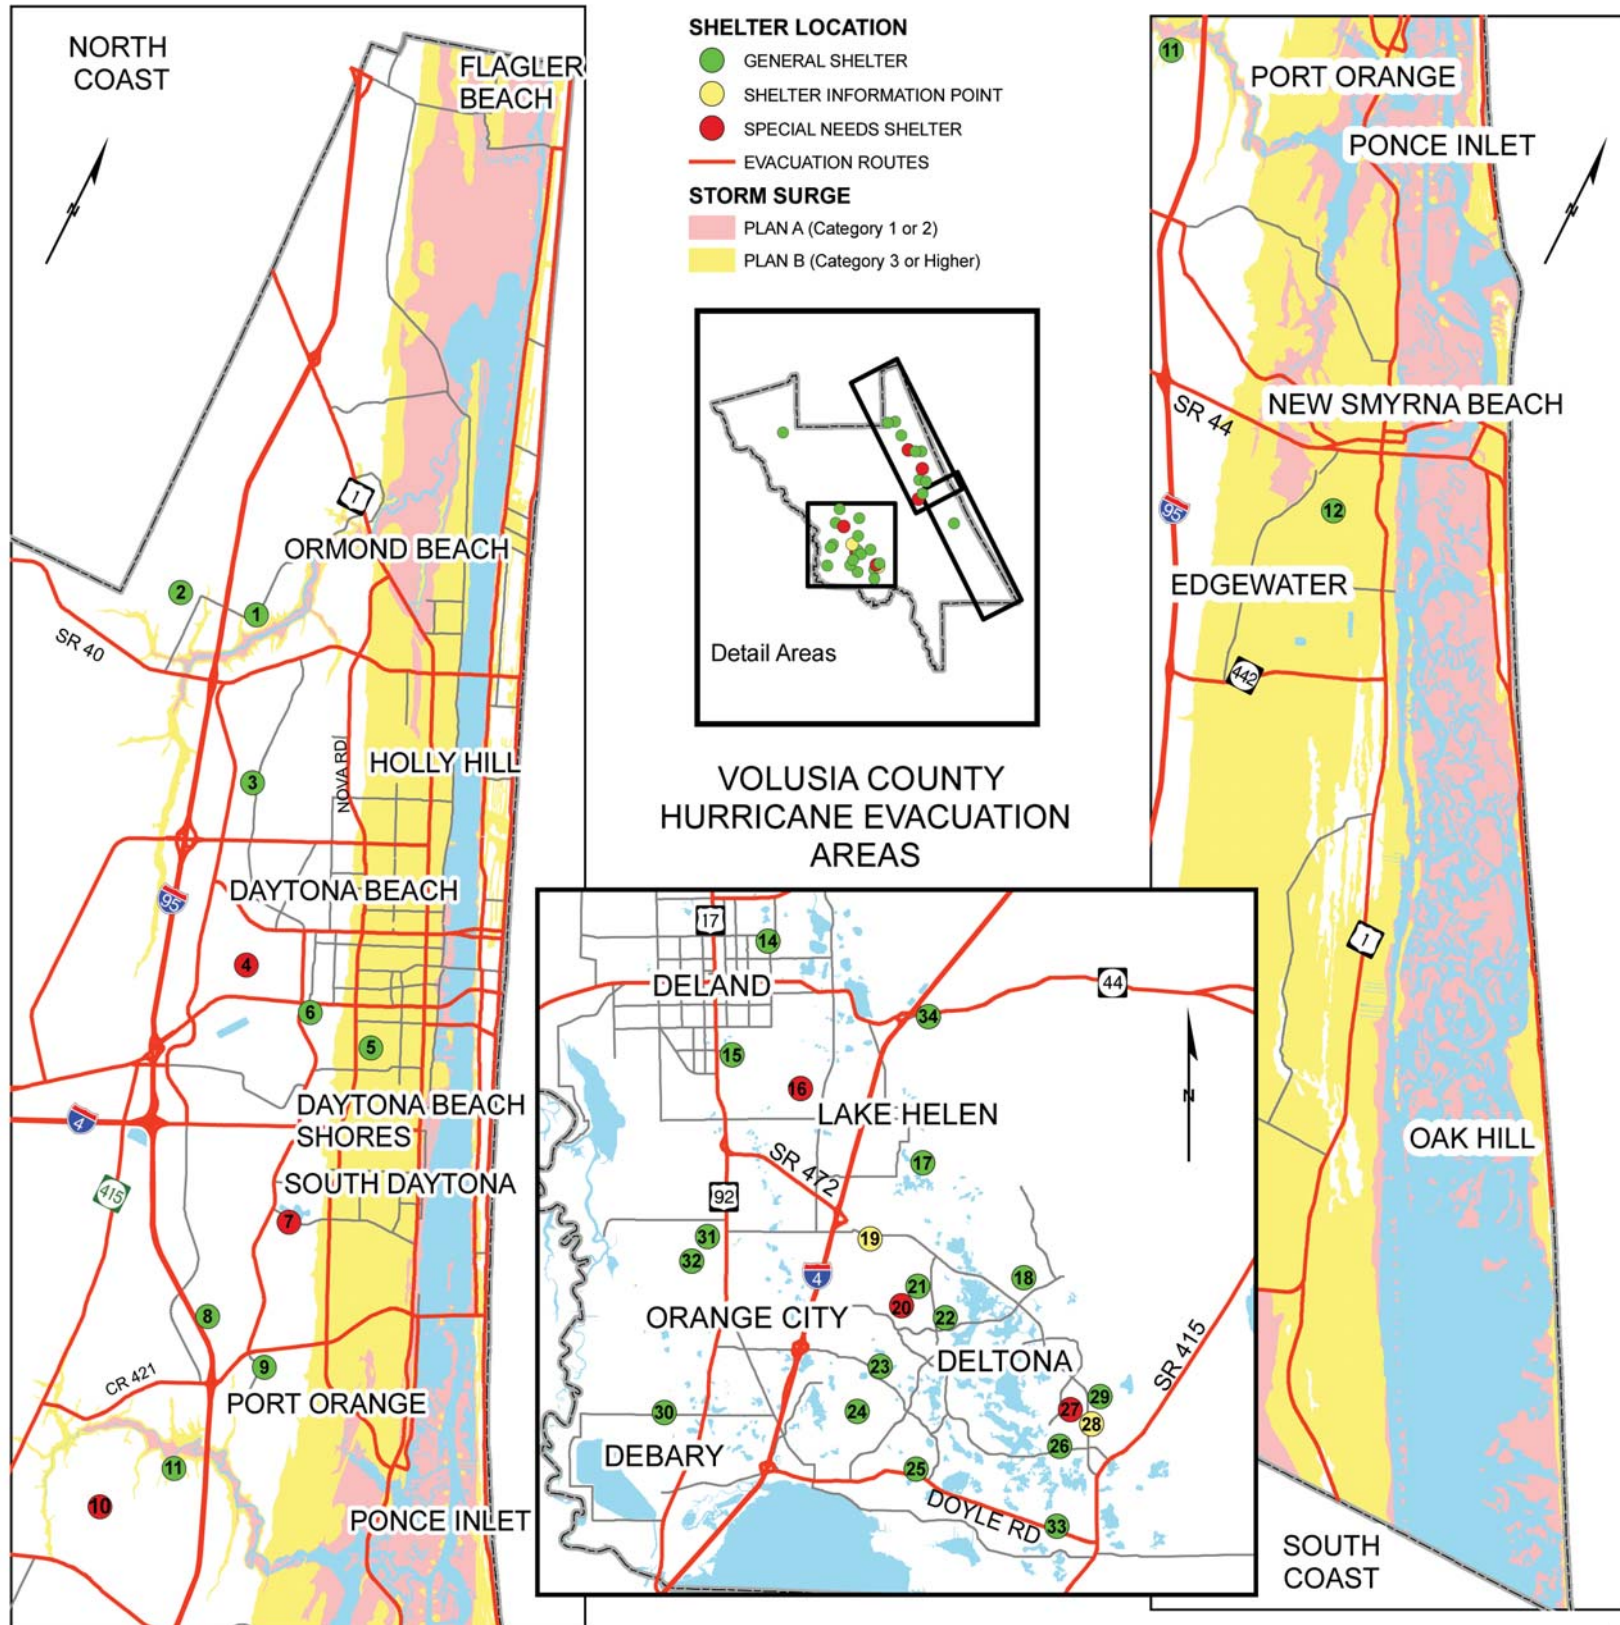 NORTH
COAST
FLAGLER
BEACH
N
1
ORMOND BEACH
2
1
SR 40
HOLLY HILL
NOVA RD
3
DAYTONA BEACH
95
4
6
5
DAYTONA BEACH
SHORES
4
SOUTH DAYTONA
415
7
8
9
CR 421
PORT ORANGE
11
10
PONCE INLET
SHELTER LOCATION
GENERAL SHELTER
SHELTER INFORMATION POINT
SPECIAL NEEDS SHELTER
EVACUATION ROUTES
STORM SURGE
PLAN A (Category 1 or 2)
PLAN B (Category 3 or Higher)
Detail Areas
VOLUSIA COUNTY
HURRICANE EVACUATION
AREAS
17
14
DELAND
44
34
15
16
N
LAKE HELEN
17
SR 472
92
31
19
32
4
21
18
20
22
ORANGE CITY
DELTONA
SR 415
23
29
24
27
28
30
26
DEBARY
25
DOYLE RD
33
11
PORT ORANGE
PONCE INLET
N
NEW SMYRNA BEACH
SR 44
95
12
EDGEWATER
442
1
OAK HILL
SOUTH
COAST